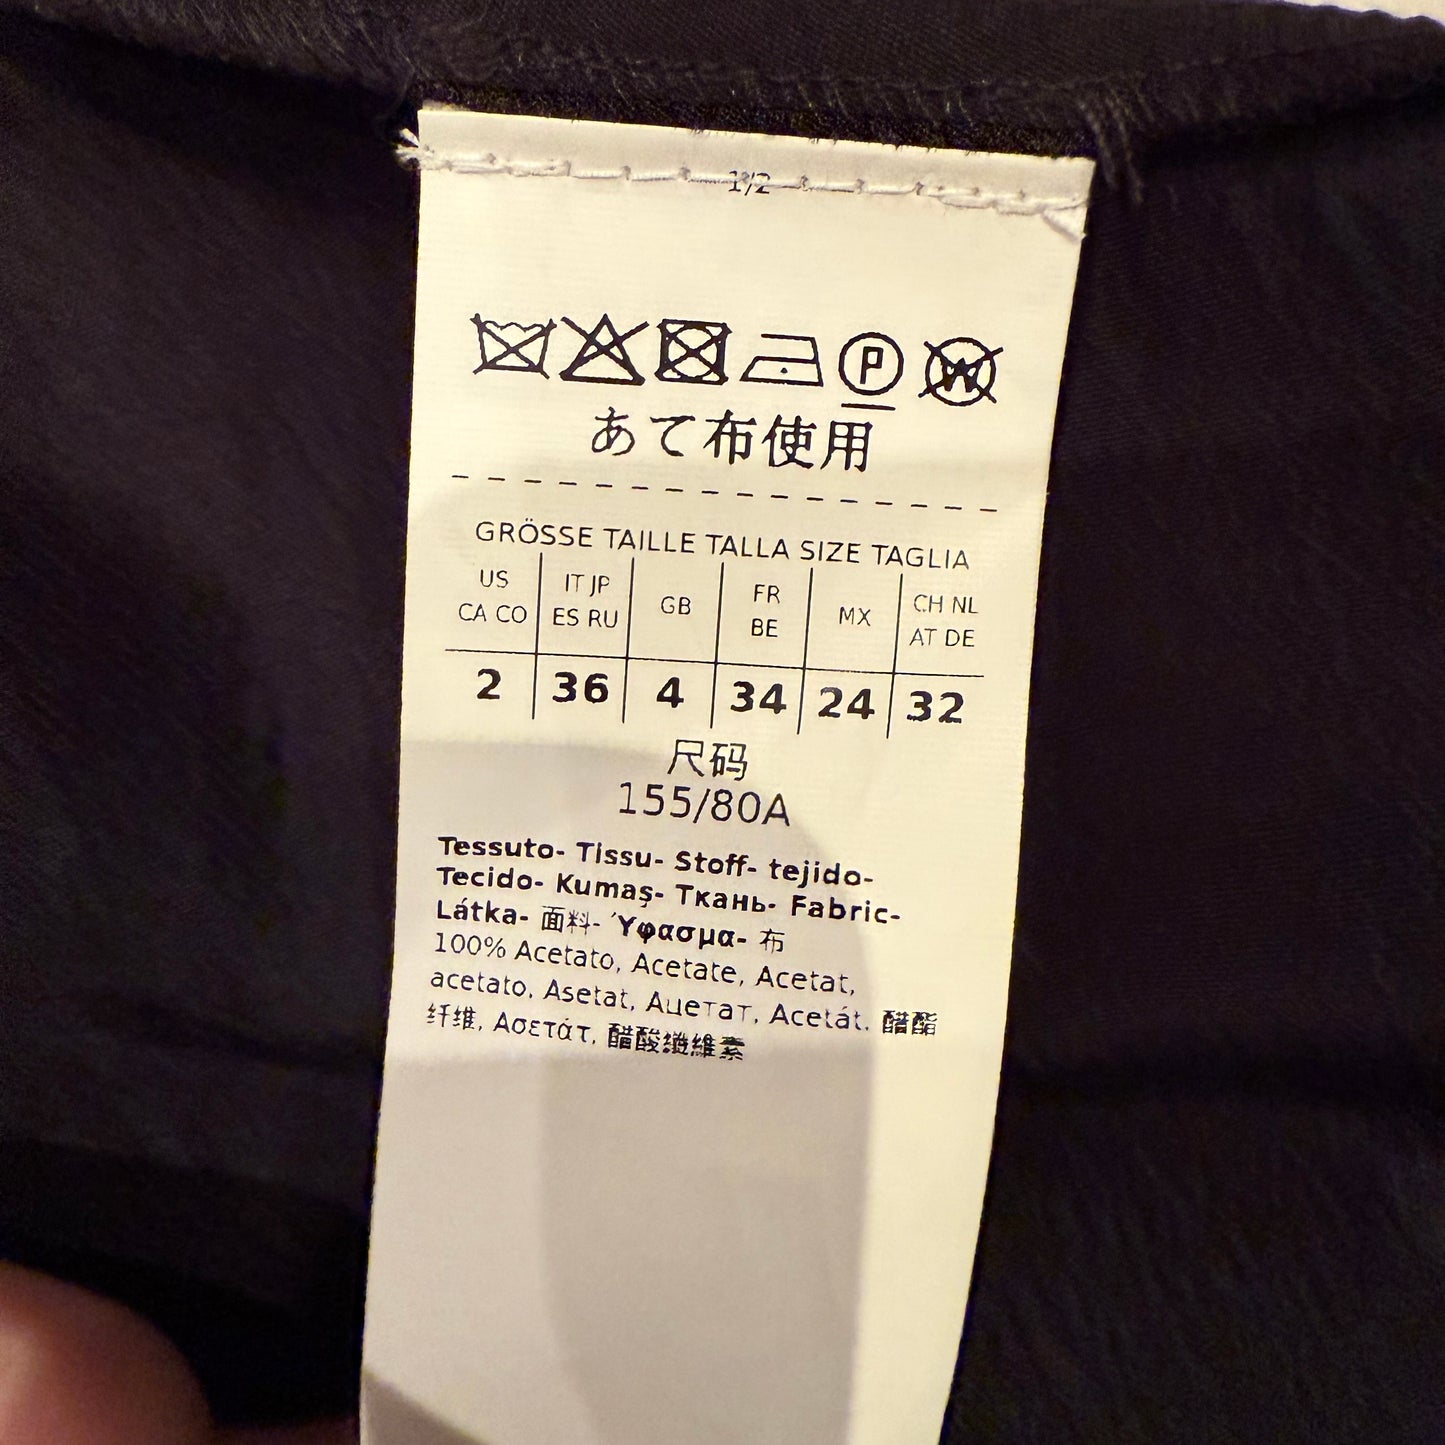 1/2
P W
あて布使用
GRÖSSE TAILLE TALLA SIZE TAGLIA
US IT JP GB FR MX CH NL
CA CO ES RU BE AT DE
2 36 4 34 24 32
尺码
155/80A
Tessuto- Tissu- Stoff- tejido-
Tecido- Kumaş- Ткань- Fabric-
Látka- 面料- Ύφασμα- 布
100% Acetato, Acetate, Acetat,
acetato, Asetat, Ацетат, Acetát, 醋酯
纤维, Ασετάτ, 醋酸纖維素